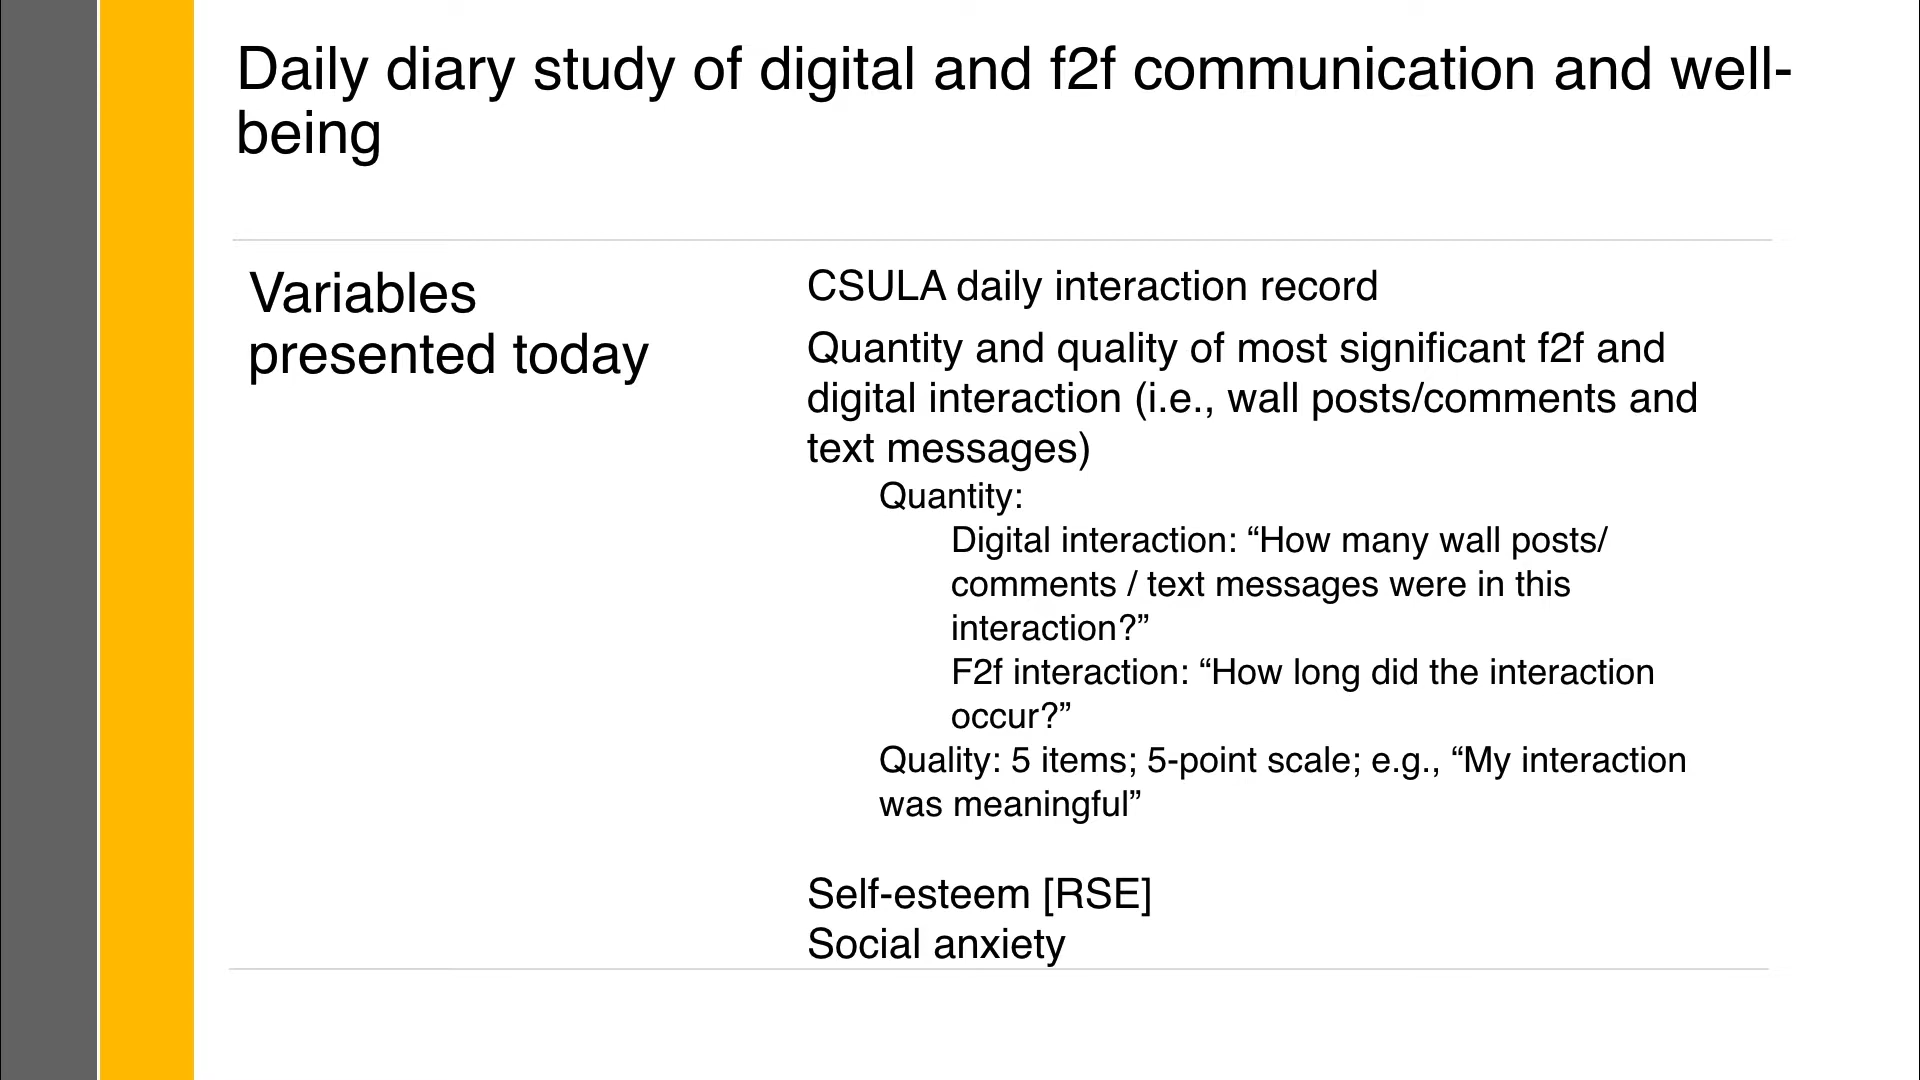 Daily diary study of digital and f2f communication and well-
being
Variables
presented today
CSULA daily interaction record
Quantity and quality of most significant f2f and
digital interaction (i.e., wall posts/comments and
text messages)
Quantity:
Digital interaction: “How many wall posts/
comments / text messages were in this
interaction?”
F2f interaction: “How long did the interaction
occur?”
Quality: 5 items; 5-point scale; e.g., “My interaction
was meaningful”
Self-esteem [RSE]
Social anxiety